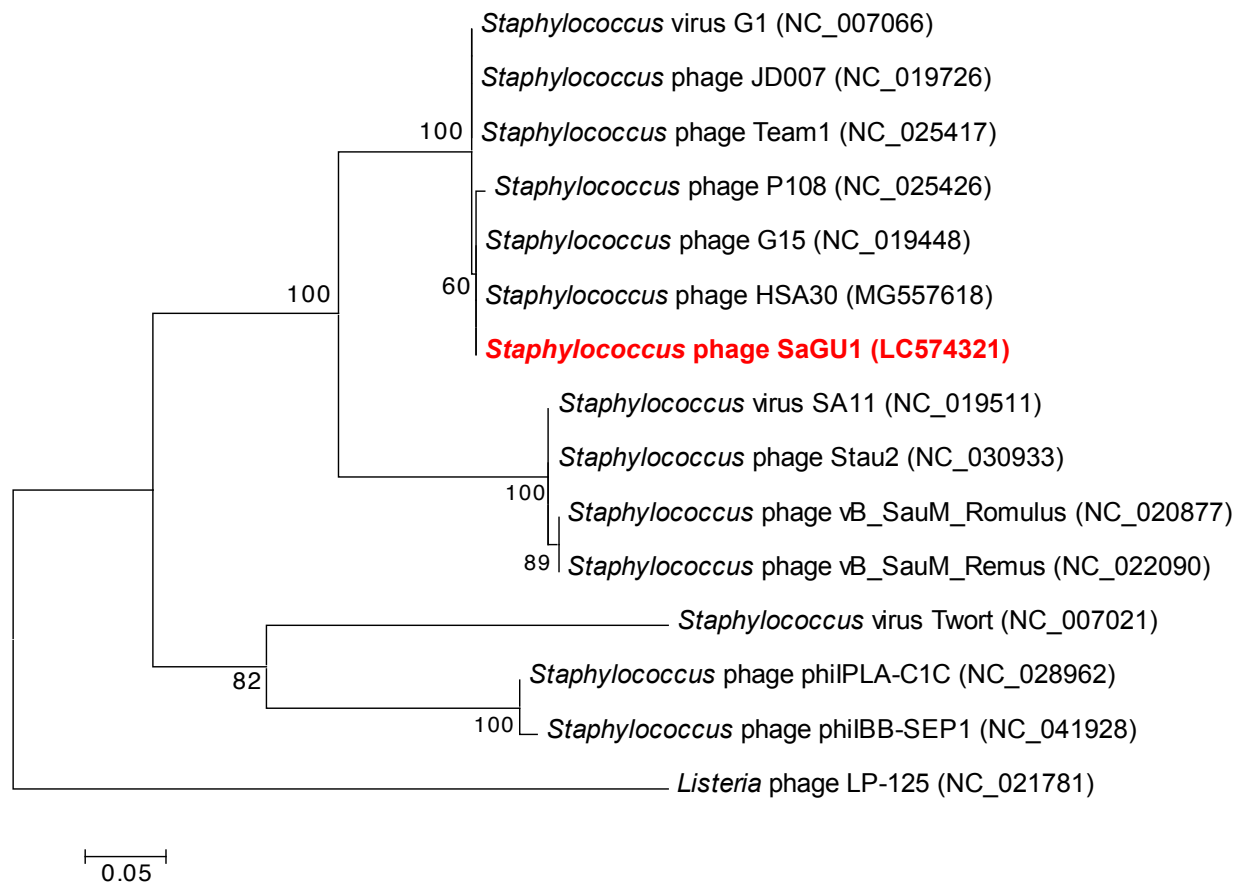 Staphylococcus virus G1 (NC_007066)
Staphylococcus phage JD007 (NC_019726)
100
Staphylococcus phage Team1 (NC_025417)
Staphylococcus phage P108 (NC_025426)
Staphylococcus phage G15 (NC_019448)
100
60
Staphylococcus phage HSA30 (MG557618)
Staphylococcus phage SaGU1 (LC574321)
Staphylococcus virus SA11 (NC_019511)
Staphylococcus phage Stau2 (NC_030933)
100
Staphylococcus phage vB_SauM_Romulus (NC_020877)
89
Staphylococcus phage vB_SauM_Remus (NC_022090)
Staphylococcus virus Twort (NC_007021)
82
Staphylococcus phage philPLA-C1C (NC_028962)
100
Staphylococcus phage philBB-SEP1 (NC_041928)
Listeria phage LP-125 (NC_021781)
0.05